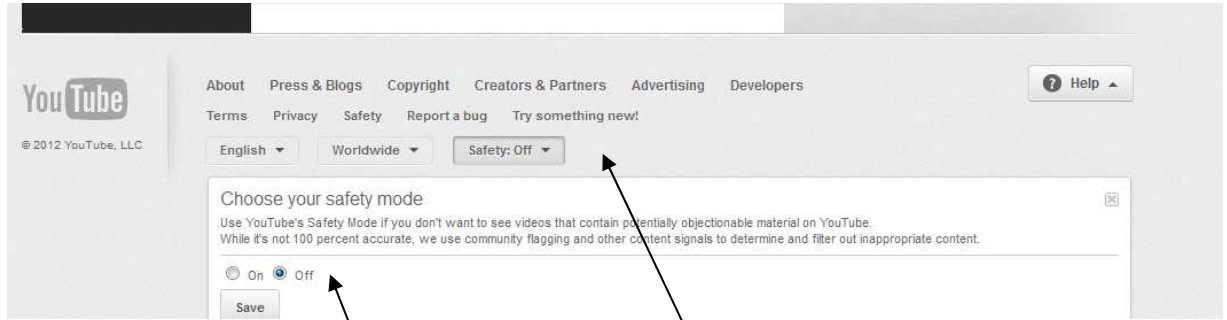 YouTube
© 2012 YouTube, LLC
About Press & Blogs Copyright Creators & Partners Advertising Developers
Terms Privacy Safety Report a bug Try something new!
Help
English Worldwide Safety: Off
Choose your safety mode
Use YouTube's Safety Mode if you don't want to see videos that contain potentially objectionable material on YouTube.
While it's not 100 percent accurate, we use community flagging and other content signals to determine and filter out inappropriate content.
On Off
Save